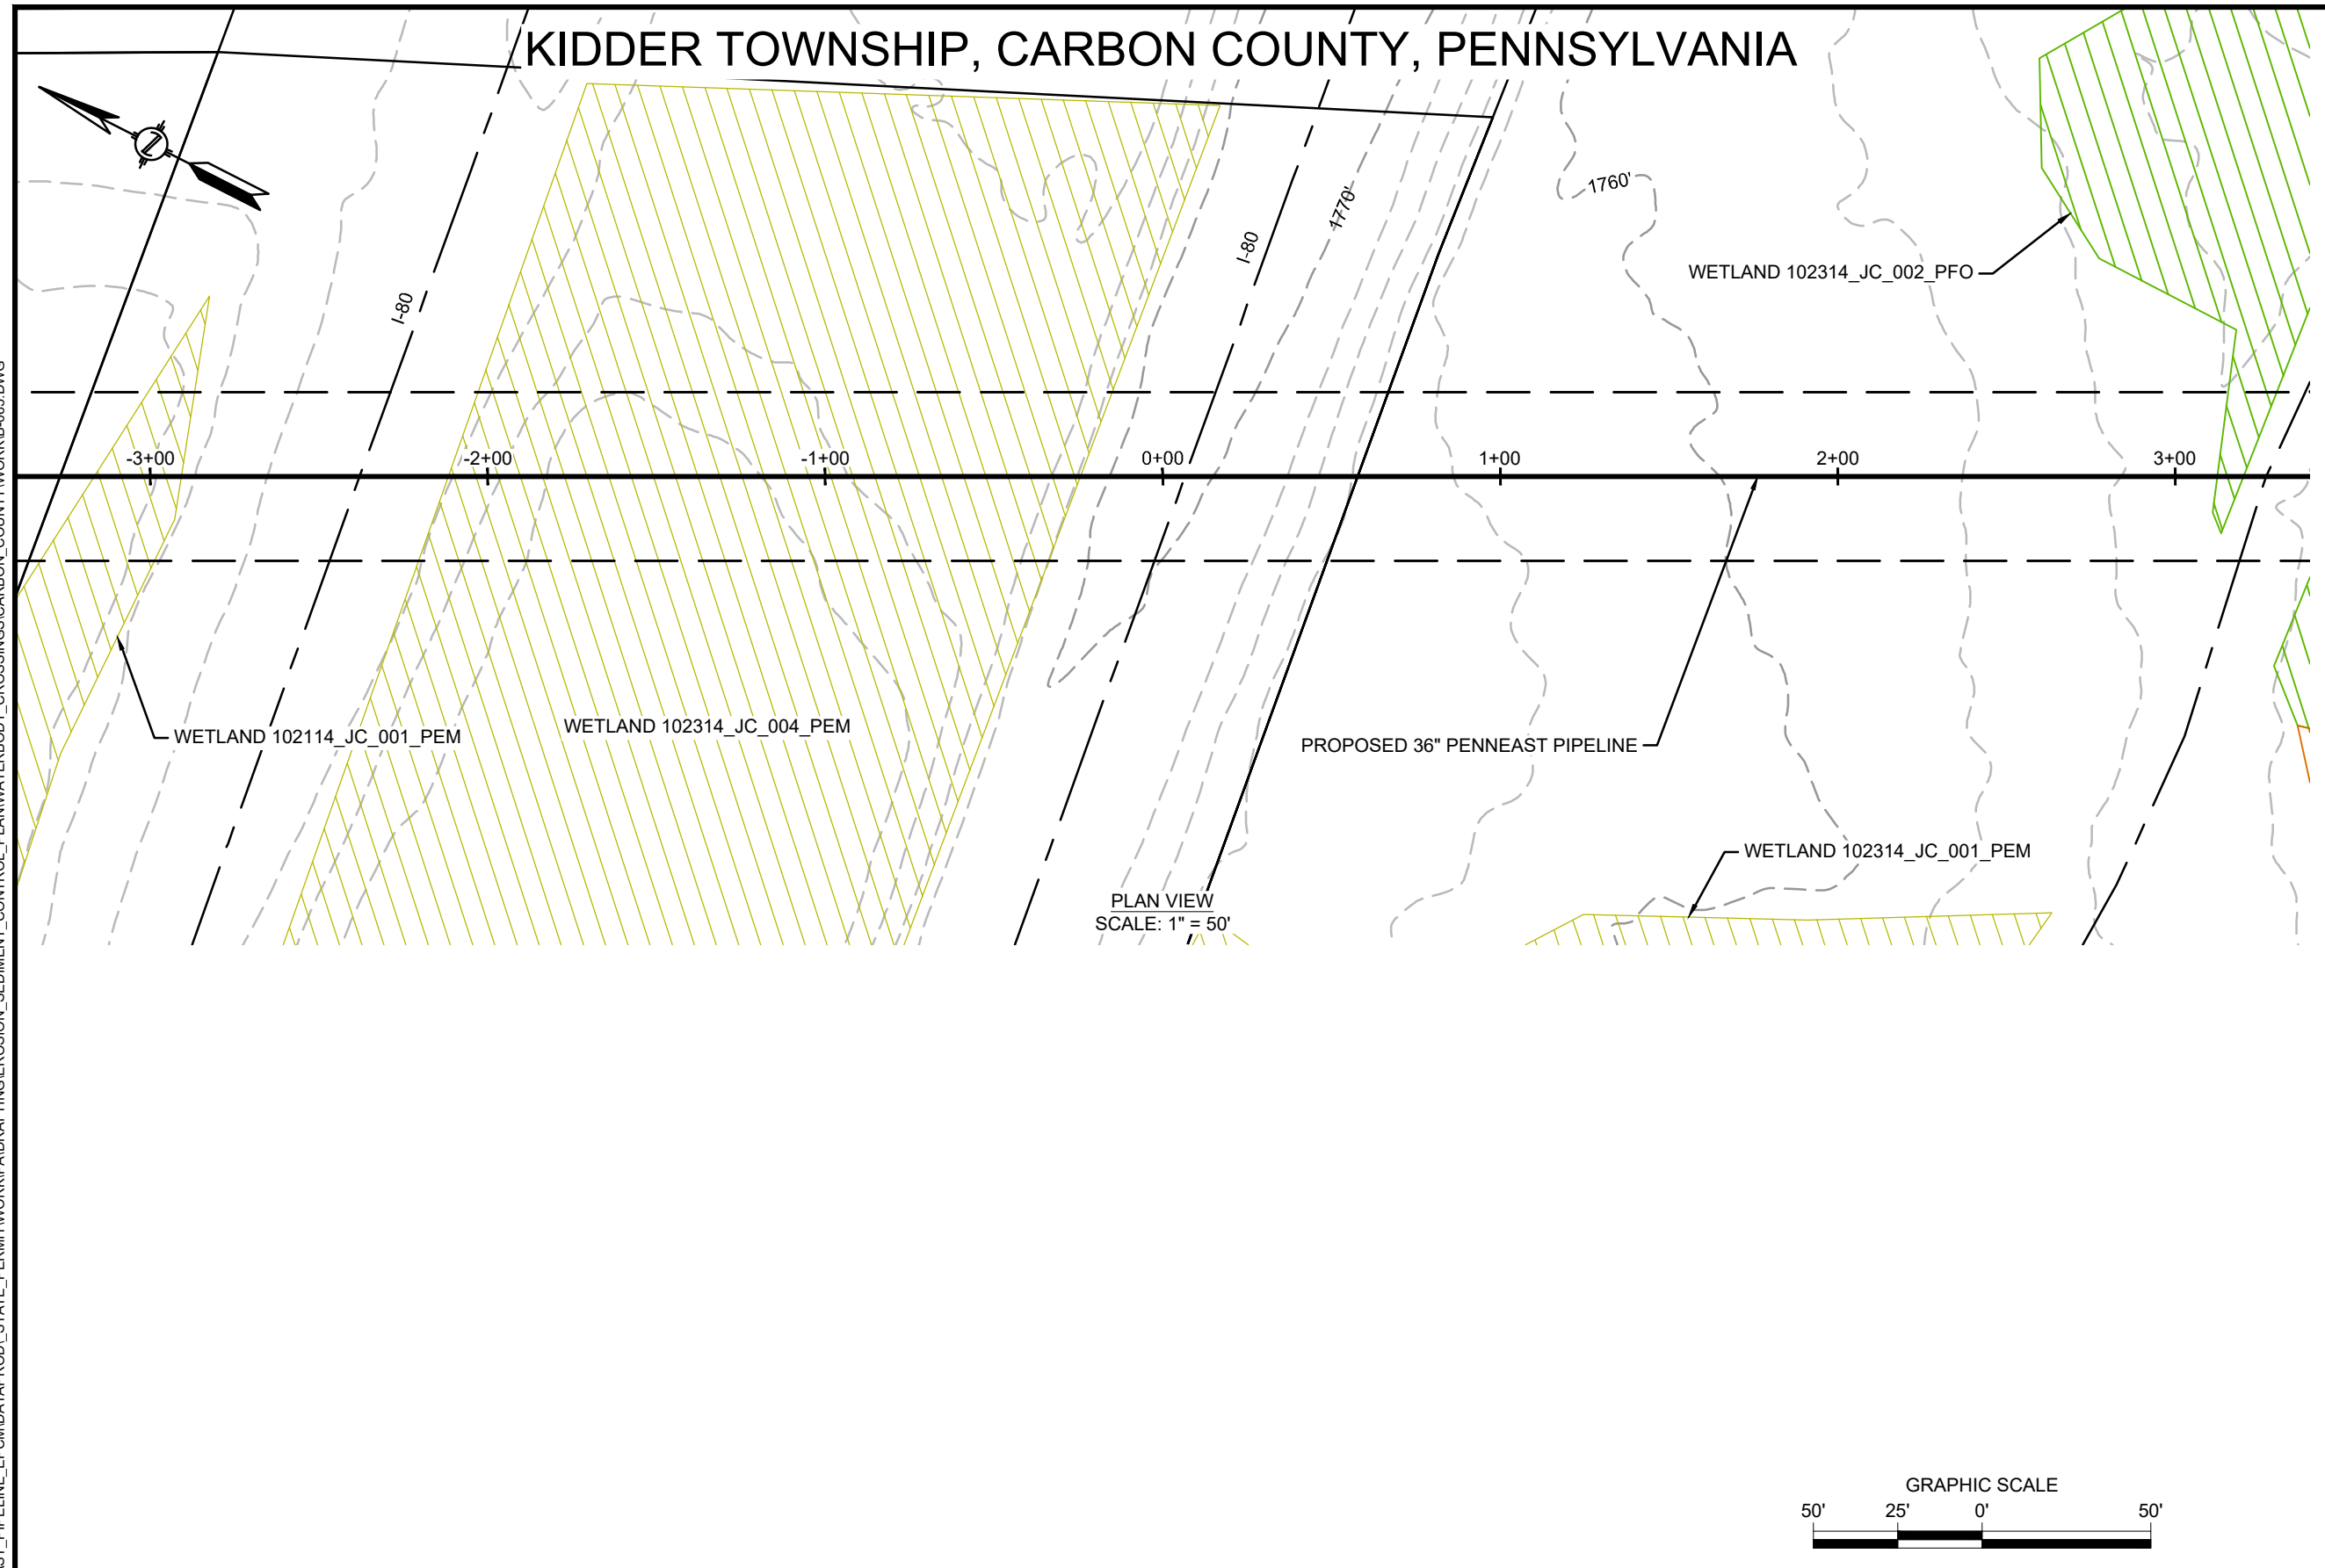 KIDDER TOWNSHIP, CARBON COUNTY, PENNSYLVANIA
1760'
1770'
I-80
I-80
WETLAND 102314_JC_002_PFO
-3+00 -2+00 -1+00 0+00 1+00 2+00 3+00
WETLAND 102114_JC_001_PEM
WETLAND 102314_JC_004_PEM
PROPOSED 36" PENNEAST PIPELINE
WETLAND 102314_JC_001_PEM
PLAN VIEW
SCALE: 1" = 50'
GRAPHIC SCALE
50' 25' 0' 50'